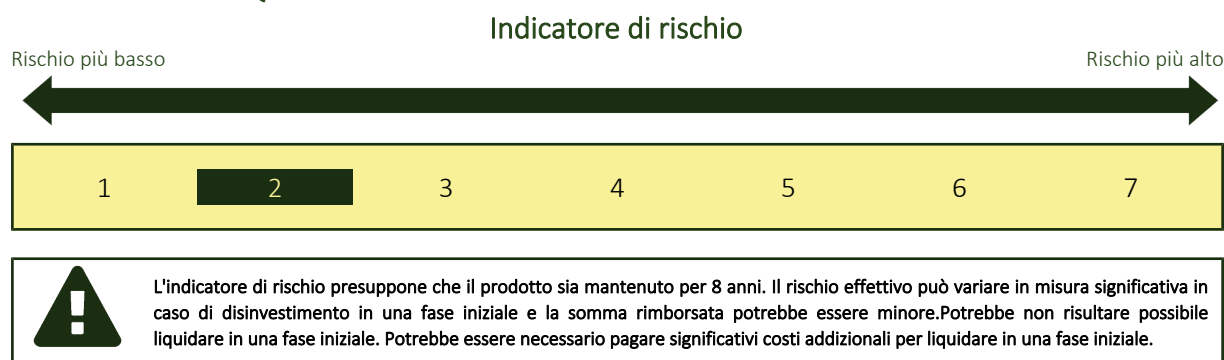 Indicatore di rischio
Rischio più basso
Rischio più alto
1 2 3 4 5 6 7
L'indicatore di rischio presuppone che il prodotto sia mantenuto per 8 anni. Il rischio effettivo può variare in misura significativa in
caso di disinvestimento in una fase iniziale e la somma rimborsata potrebbe essere minore.Potrebbe non risultare possibile
liquidare in una fase iniziale. Potrebbe essere necessario pagare significativi costi addizionali per liquidare in una fase iniziale.